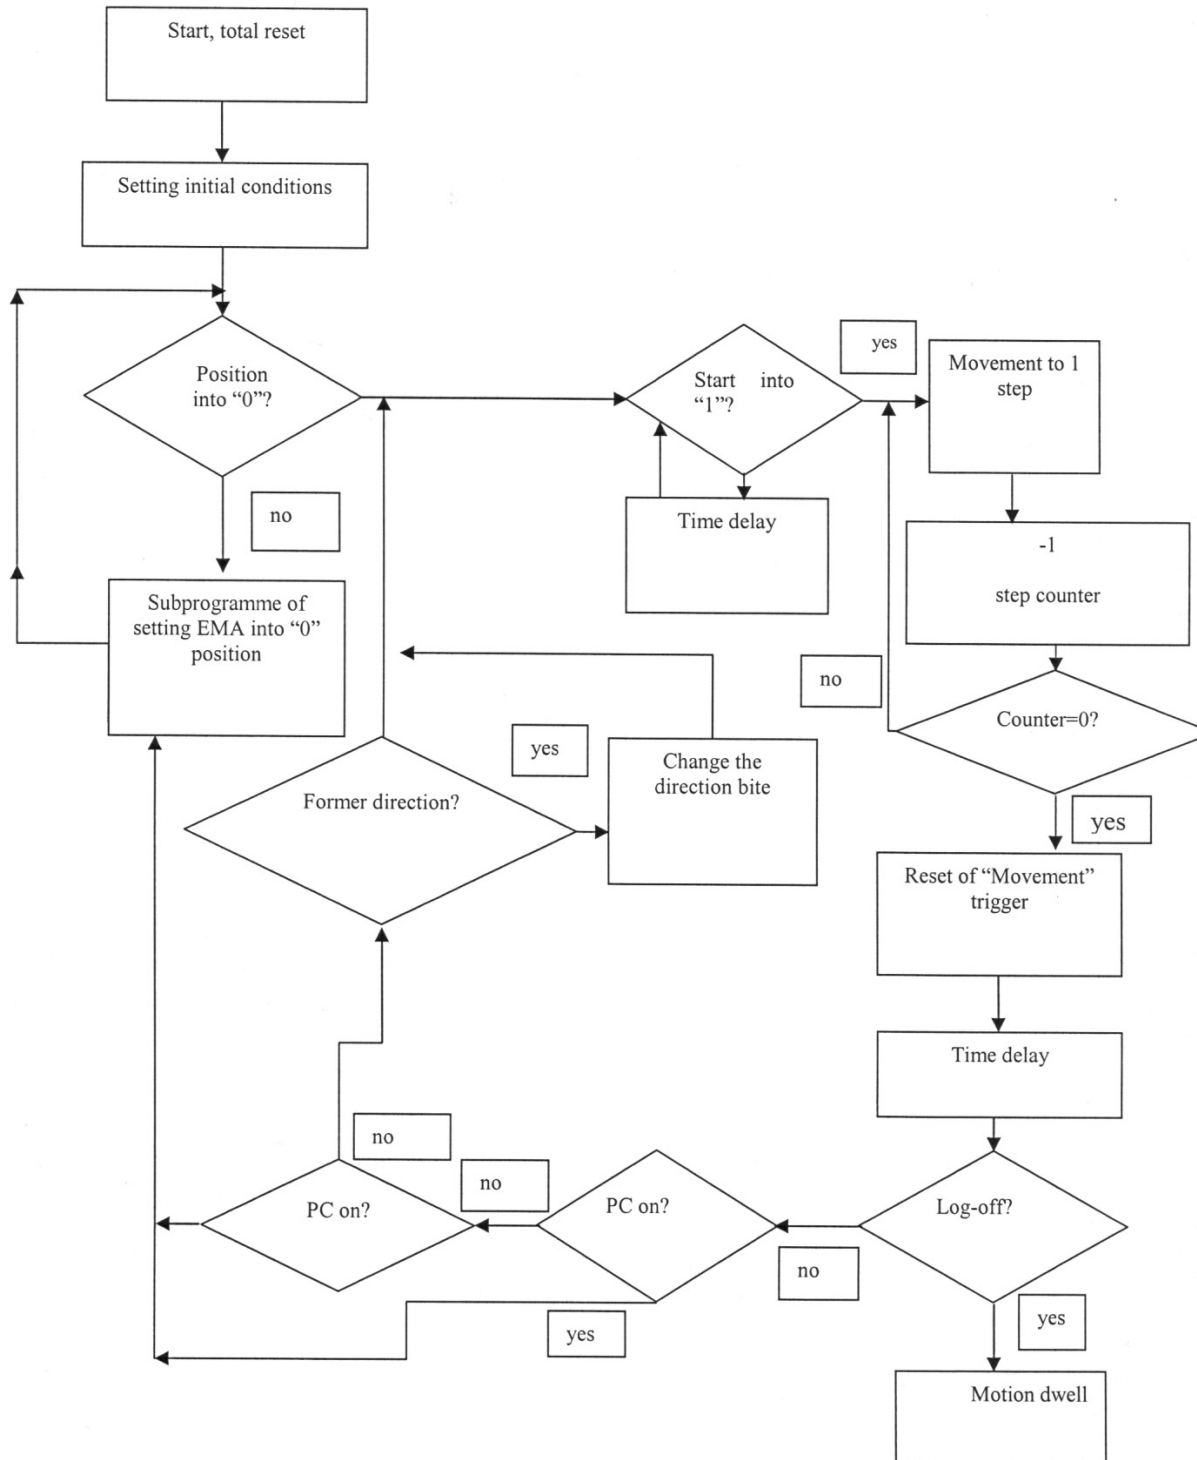 Start, total reset
Setting initial conditions
Position
into “0”?
no
Subprogramme of
setting EMA into “0”
position
Start into
“1”?
yes
Time delay
Movement to 1
step
-1
step counter
no
Counter=0?
yes
Former direction?
yes
Change the
direction bite
Reset of “Movement”
trigger
Time delay
Log-off?
no
yes
PC on?
no
yes
PC on?
no
Motion dwell